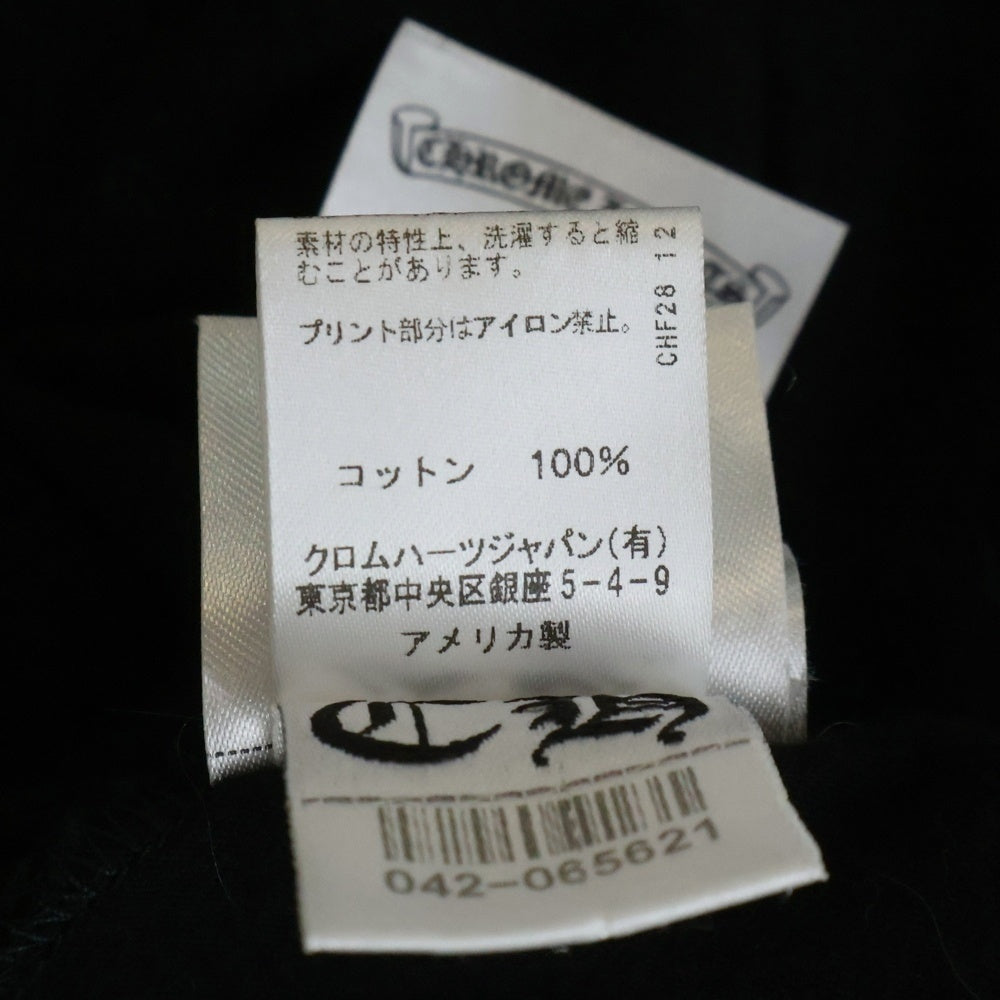 CHROME
素材の特性上、洗濯すると縮
むことがあります。
プリント部分はアイロン禁止。
CHF28 12
コットン 100%
クロムハーツジャパン(有)
東京都中央区銀座5-4-9
アメリカ製
042-065621